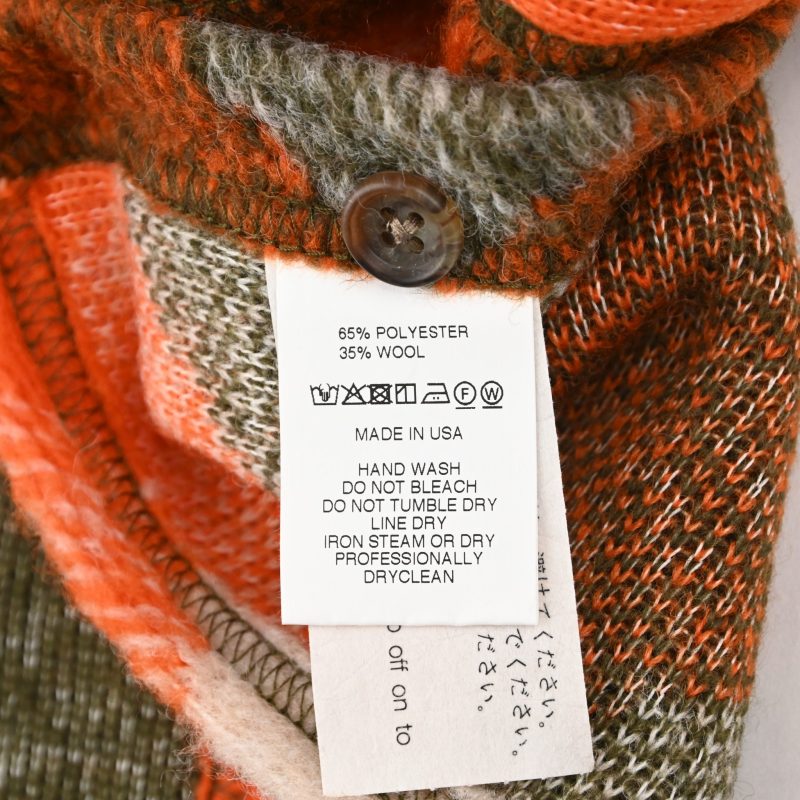 65% POLYESTER
35% WOOL
F W
MADE IN USA
HAND WASH
DO NOT BLEACH
DO NOT TUMBLE DRY
LINE DRY
IRON STEAM OR DRY
PROFESSIONALLY
DRYCLEAN
けてください。
でください。
ださい。
off on to